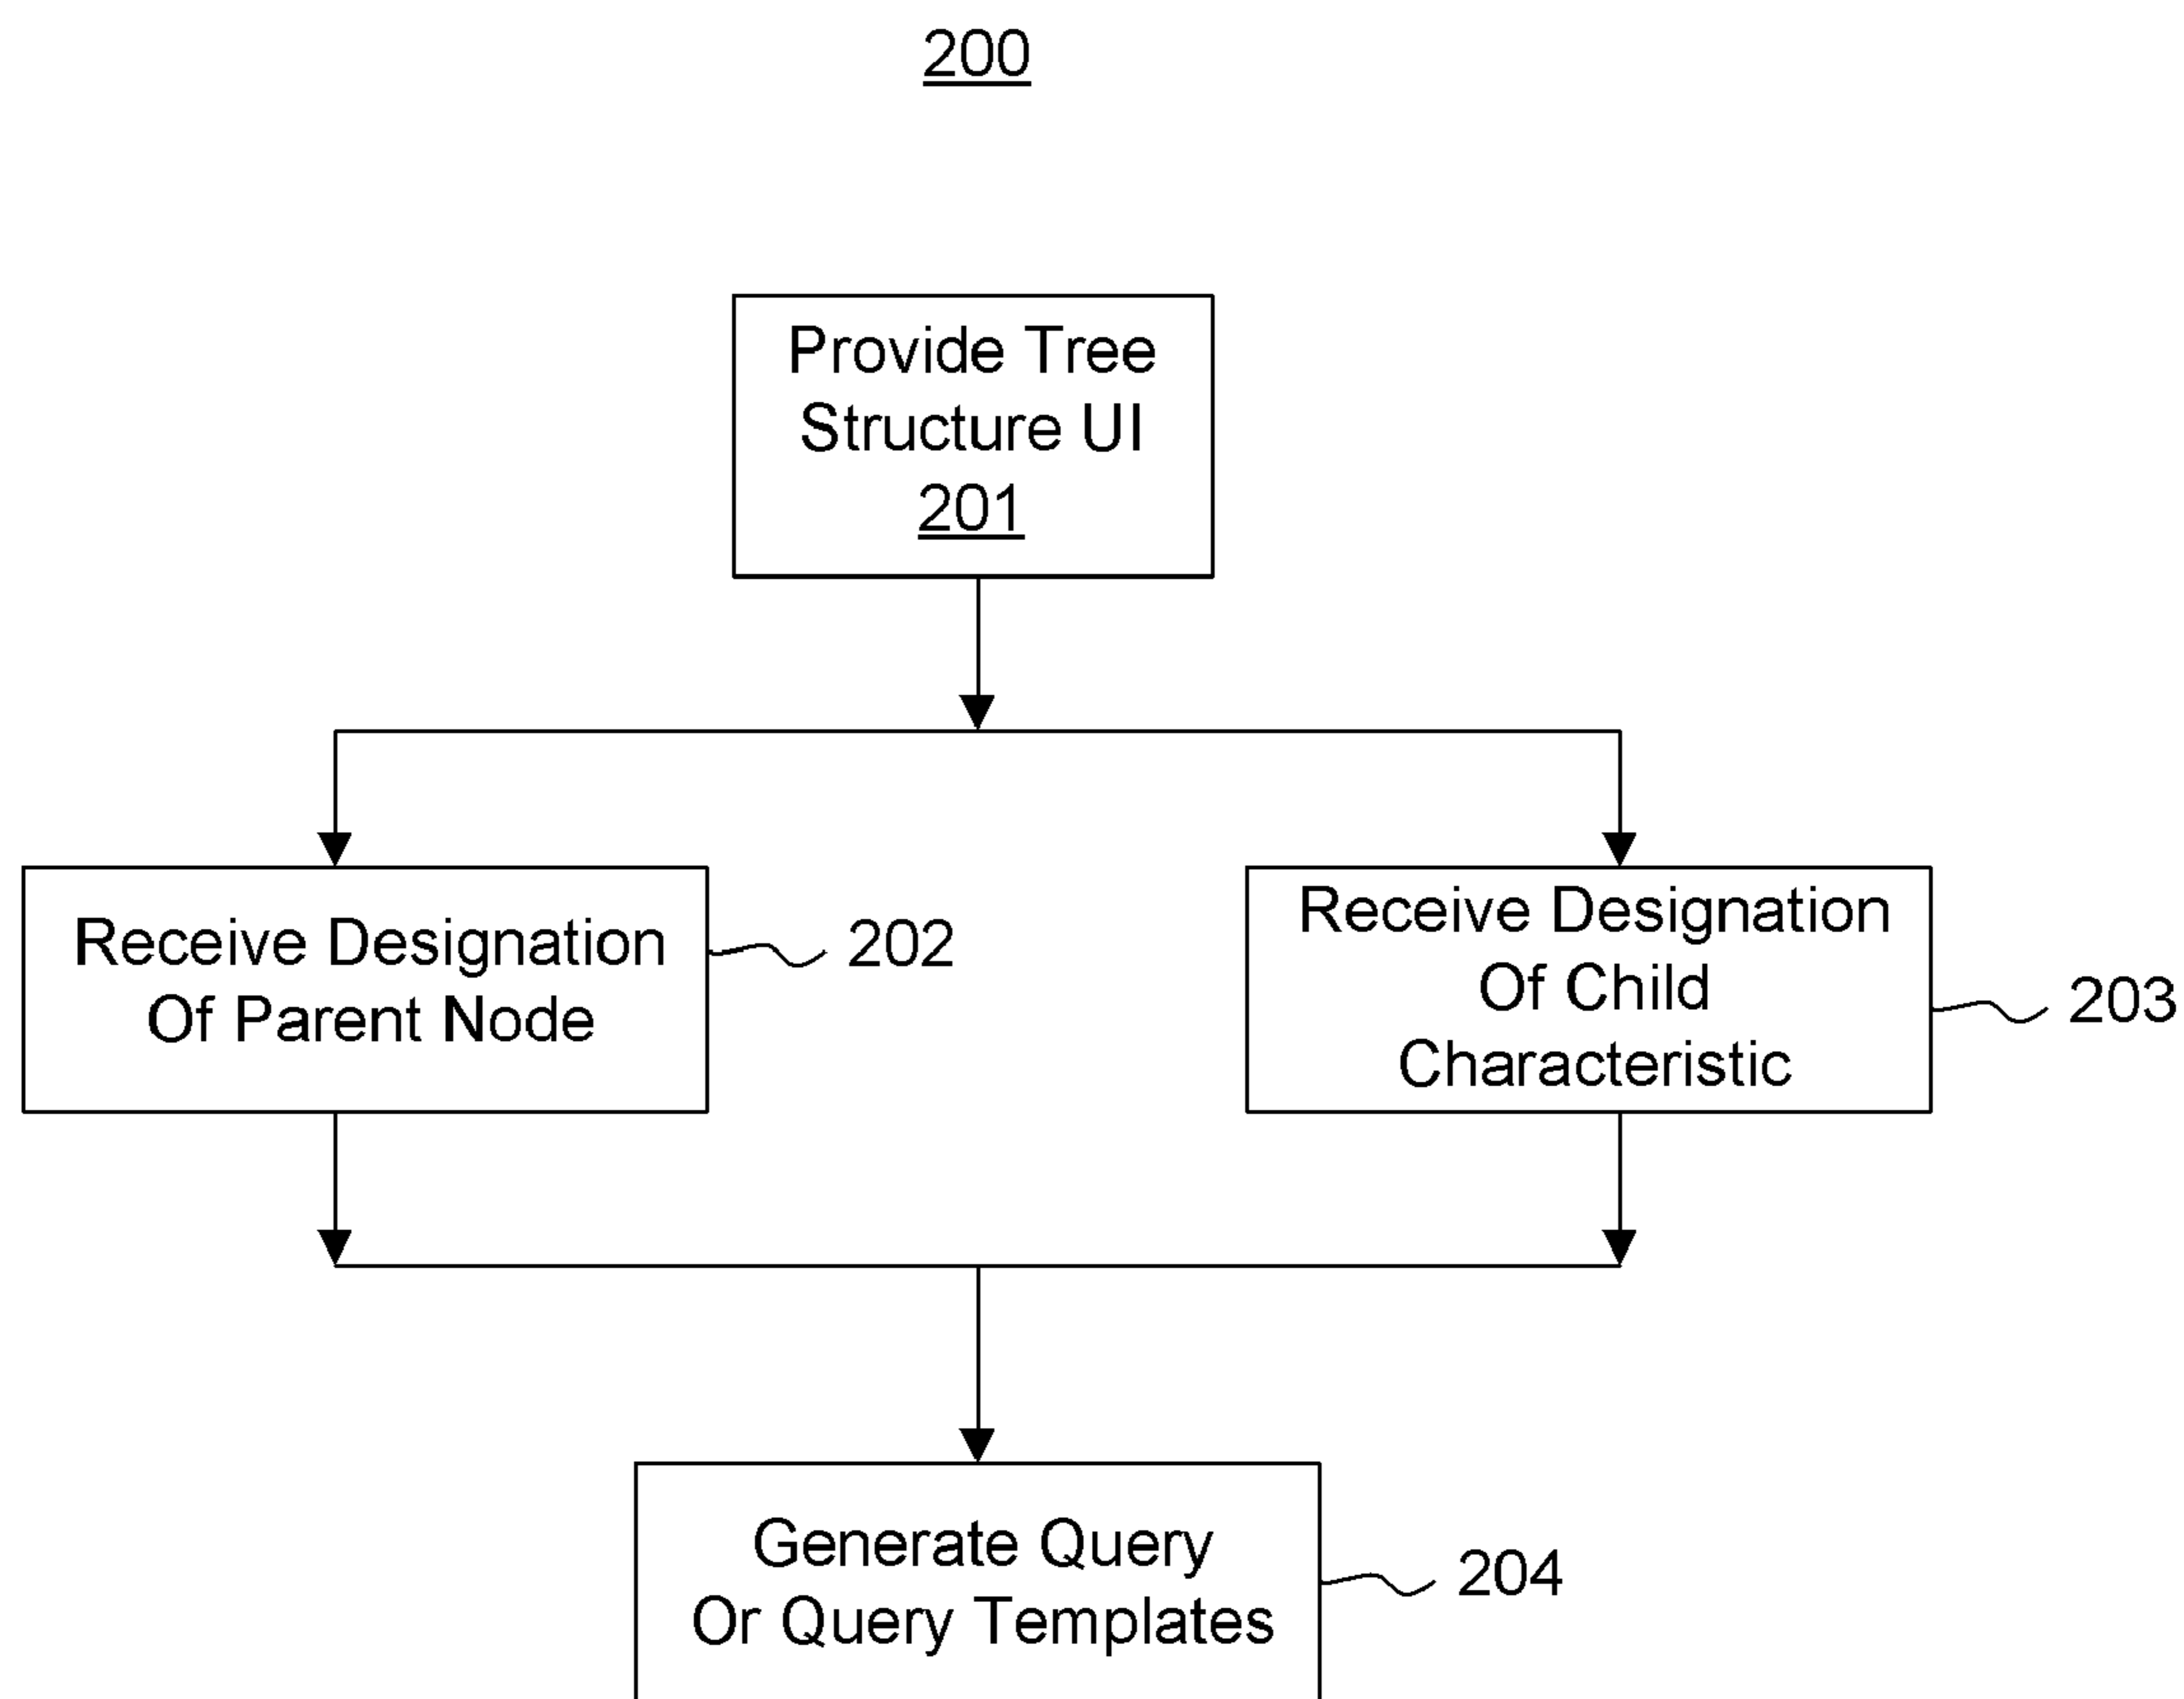 200
Provide Tree
Structure UI
201
Receive Designation
Of Parent Node
202
Receive Designation
Of Child
Characteristic
203
Generate Query
Or Query Templates
204